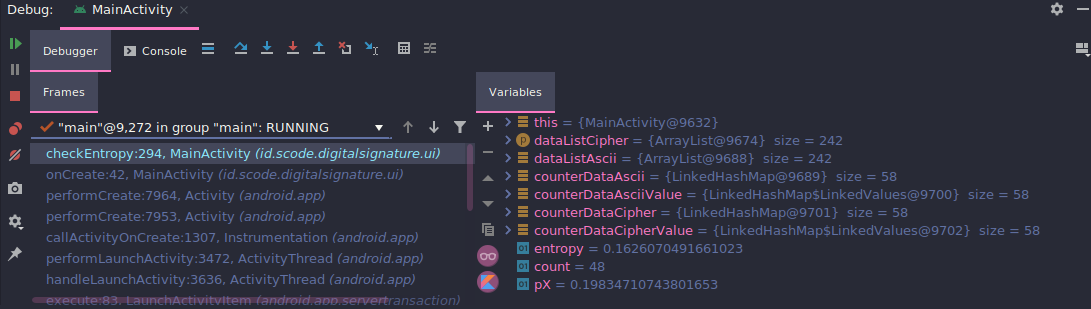 Debug: MainActivity
Debugger Console
Frames
"main"@9,272 in group "main": RUNNING
checkEntropy:294, MainActivity (id.scode.digitalsignature.ui)
onCreate:42, MainActivity (id.scode.digitalsignature.ui)
performCreate:7964, Activity (android.app)
performCreate:7953, Activity (android.app)
callActivityOnCreate:1307, Instrumentation (android.app)
performLaunchActivity:3472, ActivityThread (android.app)
handleLaunchActivity:3636, ActivityThread (android.app)
execute:83, LaunchActivityItem (android.app.servertransaction)
Variables
this = {MainActivity@9632}
p dataListCipher = {ArrayList@9674} size = 242
dataListAscii = {ArrayList@9688} size = 242
counterDataAscii = {LinkedHashMap@9689} size = 58
counterDataAsciiValue = {LinkedHashMap$LinkedValues@9700} size = 58
counterDataCipher = {LinkedHashMap@9701} size = 58
counterDataCipherValue = {LinkedHashMap$LinkedValues@9702} size = 58
01 entropy = 0.1626070491661023
01 count = 48
01 pX = 0.19834710743801653